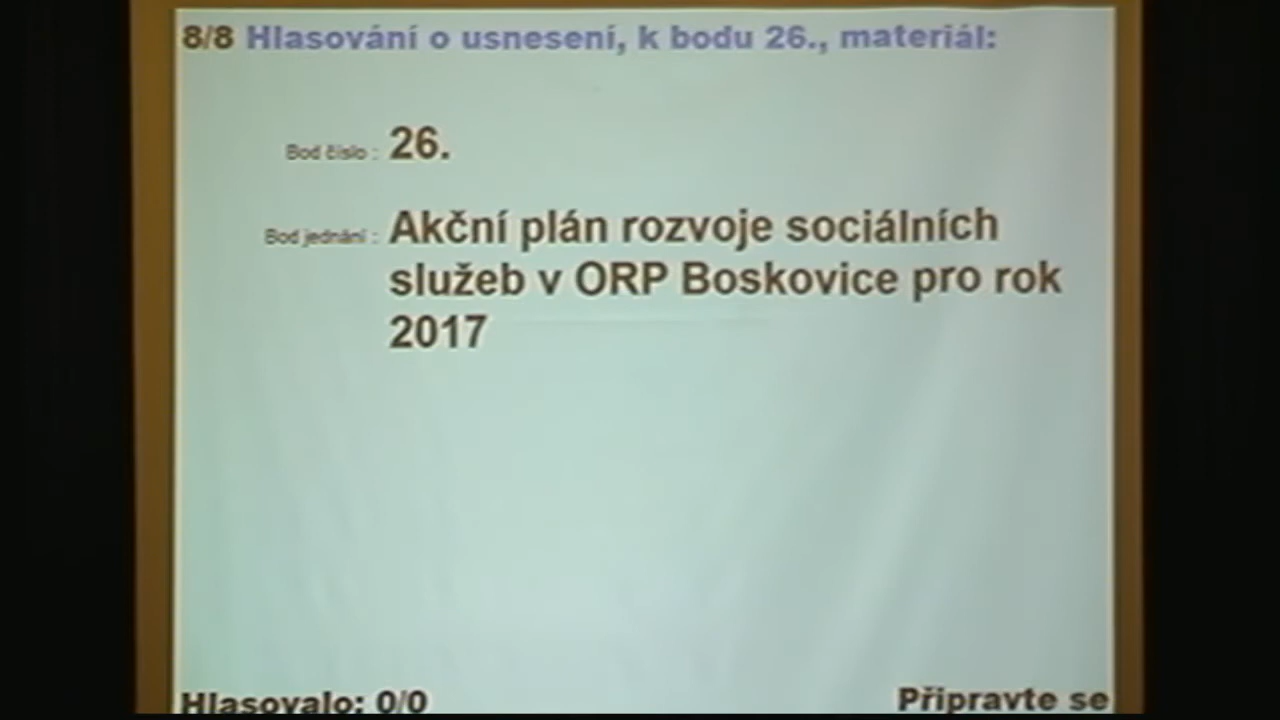 8/8 Hlasování o usnesení, k bodu 26., materiál:
Bod číslo : 26.
Bod jednání : Akční plán rozvoje sociálních
služeb v ORP Boskovice pro rok
2017
Hlasovalo: 0/0 Připravte se